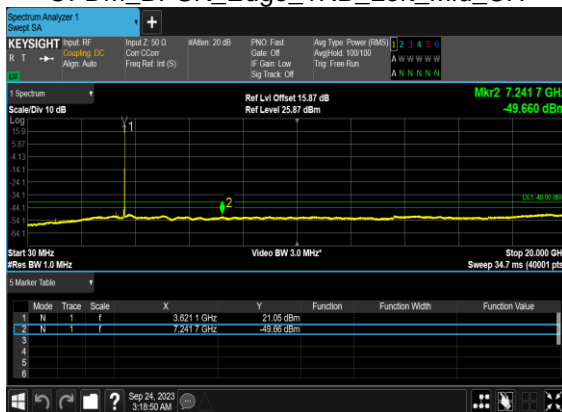 Spectrum Analyzer 1
Swept SA
+
KEYSIGHT Input: RF Input Z: 50 Ω #Atten: 20 dB PNO: Fast Avg Type: Power (RMS) 1 2 3 4 5 6
R T Coupling: DC Corr CCorr Gate: Off Avg|Hold: 100/100 A W W W W W
Align: Auto Freq Ref: Int (S) IF Gain: Low Trig: Free Run
Sig Track: Off A N N N N N
1 Spectrum Ref Lvl Offset 15.87 dB Mkr2 7.241 7 GHz
Scale/Div 10 dB Ref Level 25.87 dBm -49.660 dBm
Log
15.9
5.87
-4.13
-14.1
-24.1
-34.1
-44.1
-54.1
-64.1
1
2
DL1 -40.00 dBm
Start 30 MHz Video BW 3.0 MHz* Stop 20.000 GHz
#Res BW 1.0 MHz Sweep 34.7 ms (40001 pts)
5 Marker Table
Mode Trace Scale X Y Function Function Width Function Value
1 N 1 f 3.621 1 GHz 21.05 dBm
2 N 1 f 7.241 7 GHz -49.66 dBm
3
4
5
6
? Sep 24, 2023
3:18:50 AM